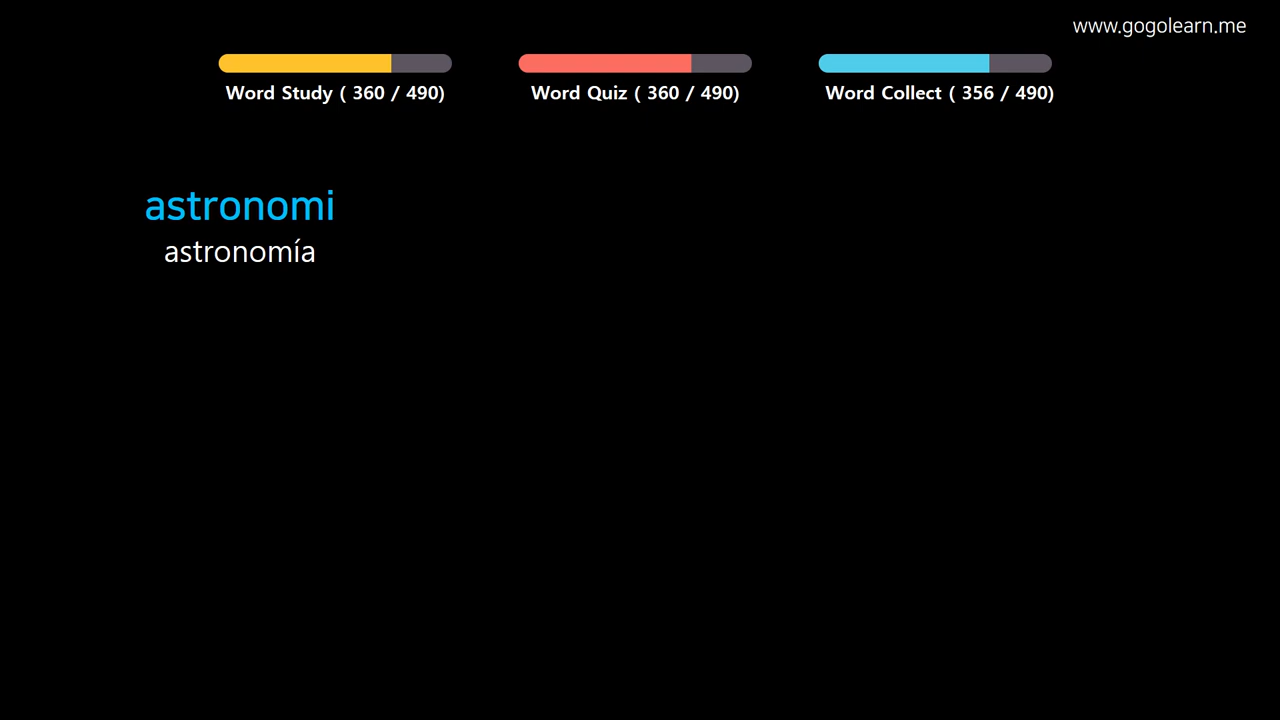 www.gogolearn.me
Word Study ( 360 / 490)
Word Quiz ( 360 / 490)
Word Collect ( 356 / 490)
astronomi
astronomía